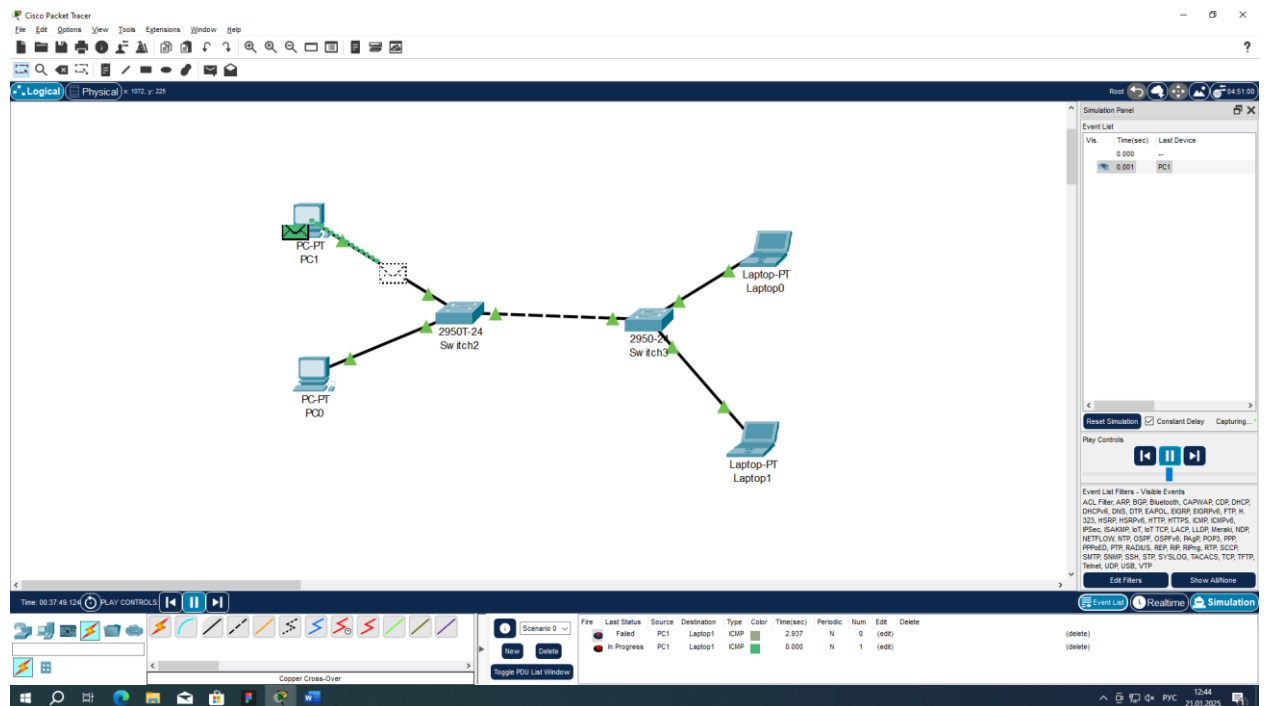 Cisco Packet Tracer
File Edit Options View Tools Extensions Window Help
?
Logical Physical x: 1072, y: 225 Root 04:51:00
Simulation Panel
Event List
Vis. Time(sec) Last Device
0.000 --
0.001 PC1
PC-PT
PC1
Laptop-PT
Laptop0
2950T-24
Switch2
2950-24
Switch3
PC-PT
PC0
Laptop-PT
Laptop1
Reset Simulation Constant Delay Capturing...
Play Controls
Event List Filters - Visible Events
ACL Filter, ARP, BGP, Bluetooth, CAPWAP, CDP, DHCP,
DHCPv6, DNS, DTP, EAPOL, EIGRP, EIGRPv6, FTP, H.
323, HSRP, HSRPv6, HTTP, HTTPS, ICMP, ICMPv6,
IPSec, ISAKMP, IoT, IoT TCP, LACP, LLDP, Meraki, NDP,
NETFLOW, NTP, OSPF, OSPFv6, PAgP, POP3, PPP,
PPPoED, PTP, RADIUS, REP, RIP, RIPng, RTP, SCCP,
SMTP, SNMP, SSH, STP, SYSLOG, TACACS, TCP, TFTP,
Telnet, UDP, USB, VTP
Edit Filters Show All/None
Time: 00:37:49.124 PLAY CONTROLS: Event List Realtime Simulation
Scenario 0
New Delete
Toggle PDU List Window
Fire Last Status Source Destination Type Color Time(sec) Periodic Num Edit Delete
Failed PC1 Laptop1 ICMP 2.937 N 0 (edit) (delete)
In Progress PC1 Laptop1 ICMP 0.000 N 1 (edit) (delete)
Copper Cross-Over
РУС 12:44
21.01.2025